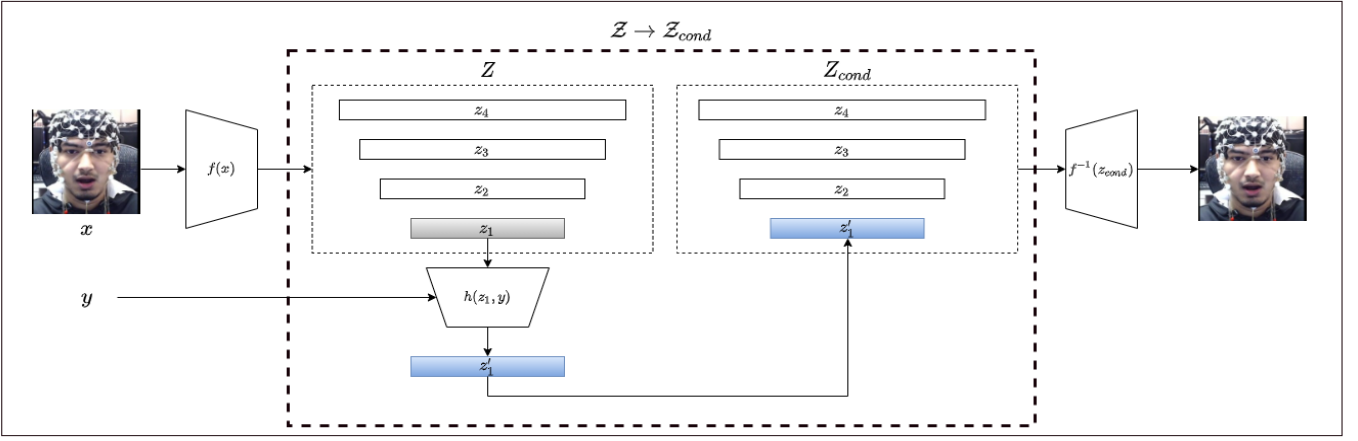 𝒵 → 𝒵_cond
Z
Z_cond
z_4
z_4
z_3
z_3
f(x)
f^{-1}(z_cond)
z_2
z_2
x
z_1
z'_1
y
h(z_1, y)
z'_1